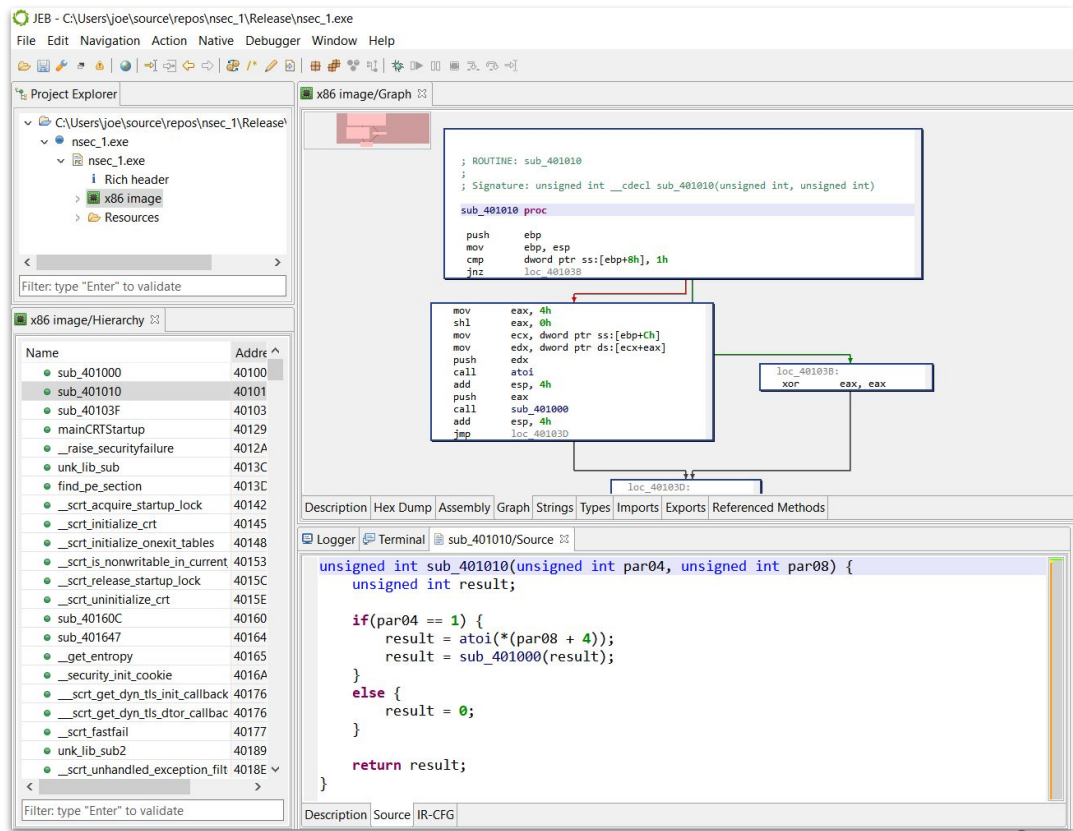 JEB - C:\Users\joe\source\repos\nsec_1\Release\nsec_1.exe
File Edit Navigation Action Native Debugger Window Help
Project Explorer
C:\Users\joe\source\repos\nsec_1\Release\
nsec_1.exe
nsec_1.exe
Rich header
x86 image
Resources
Filter: type "Enter" to validate
x86 image/Hierarchy
Name Addre
sub_401000 40100
sub_401010 40101
sub_40103F 40103
mainCRTStartup 40129
__raise_securityfailure 4012A
unk_lib_sub 4013C
find_pe_section 4013D
__scrt_acquire_startup_lock 40142
__scrt_initialize_crt 40145
__scrt_initialize_onexit_tables 40148
__scrt_is_nonwritable_in_current_ 40153
__scrt_release_startup_lock 4015C
__scrt_uninitialize_crt 4015E
sub_40160C 40160
sub_401647 40164
__get_entropy 40165
__security_init_cookie 4016A
__scrt_get_dyn_tls_init_callback 40176
__scrt_get_dyn_tls_dtor_callbac 40176
__scrt_fastfail 40177
unk_lib_sub2 40189
__scrt_unhandled_exception_filt 4018E
Filter: type "Enter" to validate
x86 image/Graph
; ROUTINE: sub_401010
;
; Signature: unsigned int __cdecl sub_401010(unsigned int, unsigned int)
sub_401010 proc
push ebp
mov ebp, esp
cmp dword ptr ss:[ebp+8h], 1h
jnz loc_40103B
mov eax, 4h
shl eax, 0h
mov ecx, dword ptr ss:[ebp+Ch]
mov edx, dword ptr ds:[ecx+eax]
push edx
call atoi
add esp, 4h
push eax
call sub_401000
add esp, 4h
jmp loc_40103D
loc_40103B:
xor eax, eax
loc_40103D:
Description Hex Dump Assembly Graph Strings Types Imports Exports Referenced Methods
Logger Terminal sub_401010/Source
unsigned int sub_401010(unsigned int par04, unsigned int par08) {
unsigned int result;
if(par04 == 1) {
result = atoi(*(par08 + 4));
result = sub_401000(result);
}
else {
result = 0;
}
return result;
}
Description Source IR-CFG